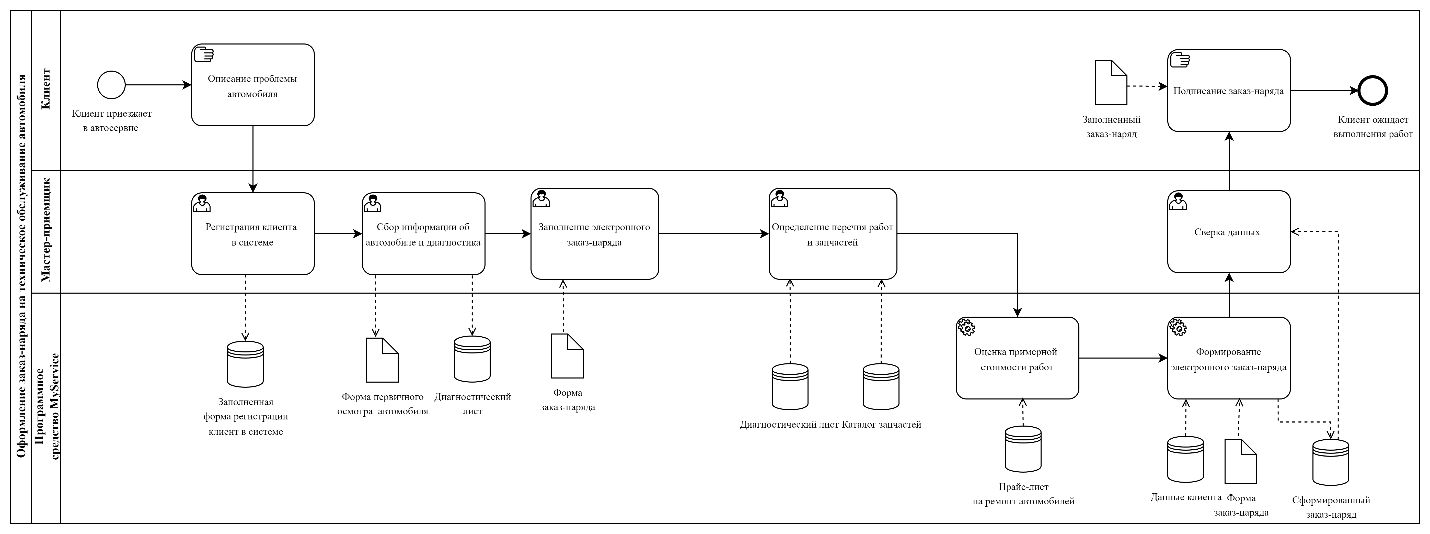 Оформление заказ-наряда на техническое обслуживание автомобиля
Клиент
Клиент приезжает
в автосервис
Описание проблемы
автомобиля
Заполненный
заказ-наряд
Подписание заказ-наряда
Клиент ожидает
выполнения работ
Мастер-приемщик
Регистрация клиента
в системе
Сбор информации об
автомобиле и диагностика
Заполнение электронного
заказ-наряда
Определение перечня работ
и запчастей
Сверка данных
Программное
средство MyService
Заполненная
форма регистрации
клиент в системе
Форма первичного
осмотра автомобиля
Диагностический
лист
Форма
заказ-наряда
Диагностический лист
Каталог запчастей
Оценка примерной
стоимости работ
Прайс-лист
на ремонт автомобилей
Формирование
электронного заказ-наряда
Данные клиента
Форма
заказ-наряда
Сформированный
заказ-наряд